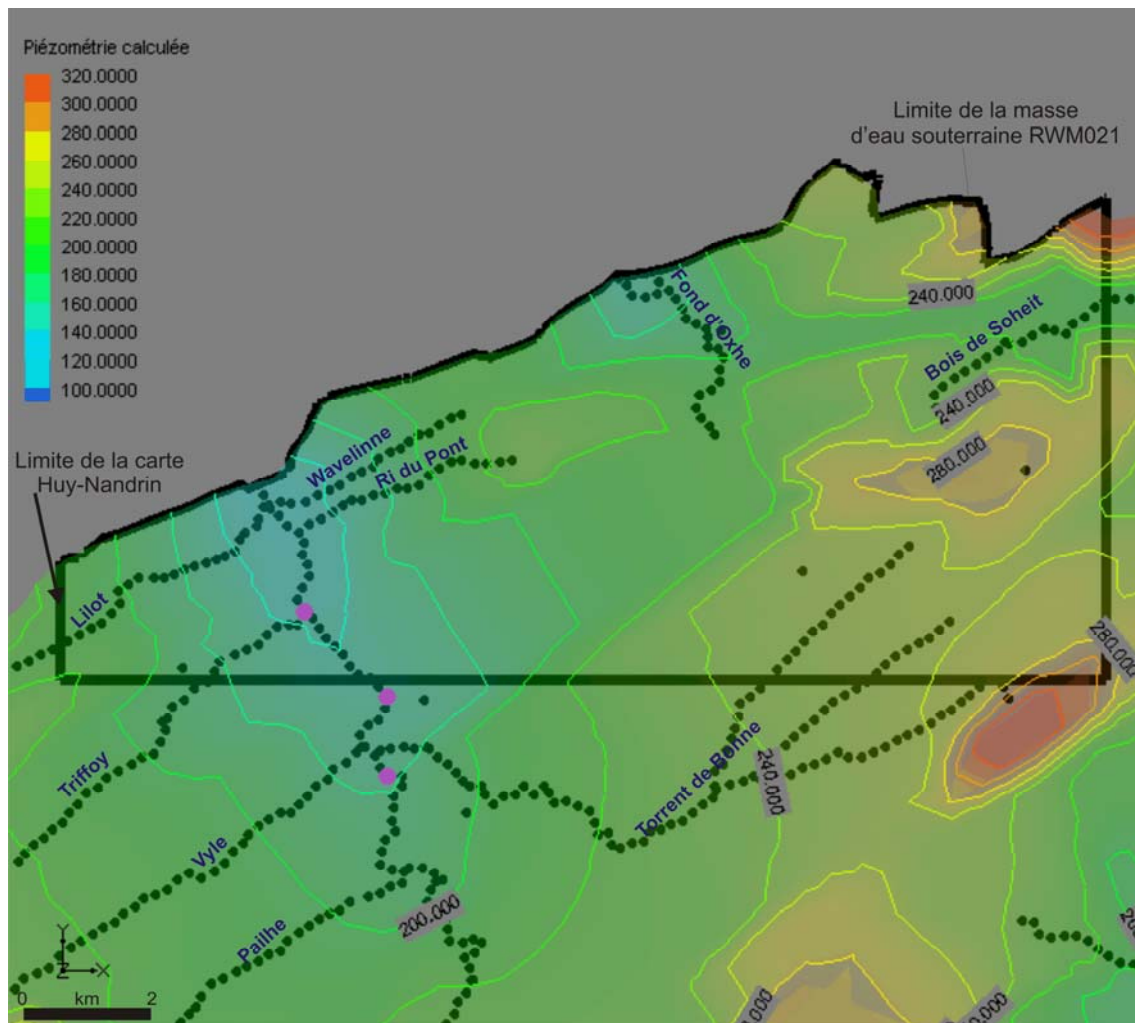 Piézométrie calculée
320.0000
300.0000
280.0000
260.0000
240.0000
220.0000
200.0000
180.0000
160.0000
140.0000
120.0000
100.0000
Limite de la masse
d'eau souterraine RWM021
Fond d'Oxhe
240.000
Bois de Soheit
240.000
280.000
Limite de la carte
Huy-Nandrin
Wavelinne
Ri du Pont
Lilot
280.000
Triffoy
Torrent de Bonne
240.000
Vyle
Pailhe
200.000
Y
Z
X
0 km 2